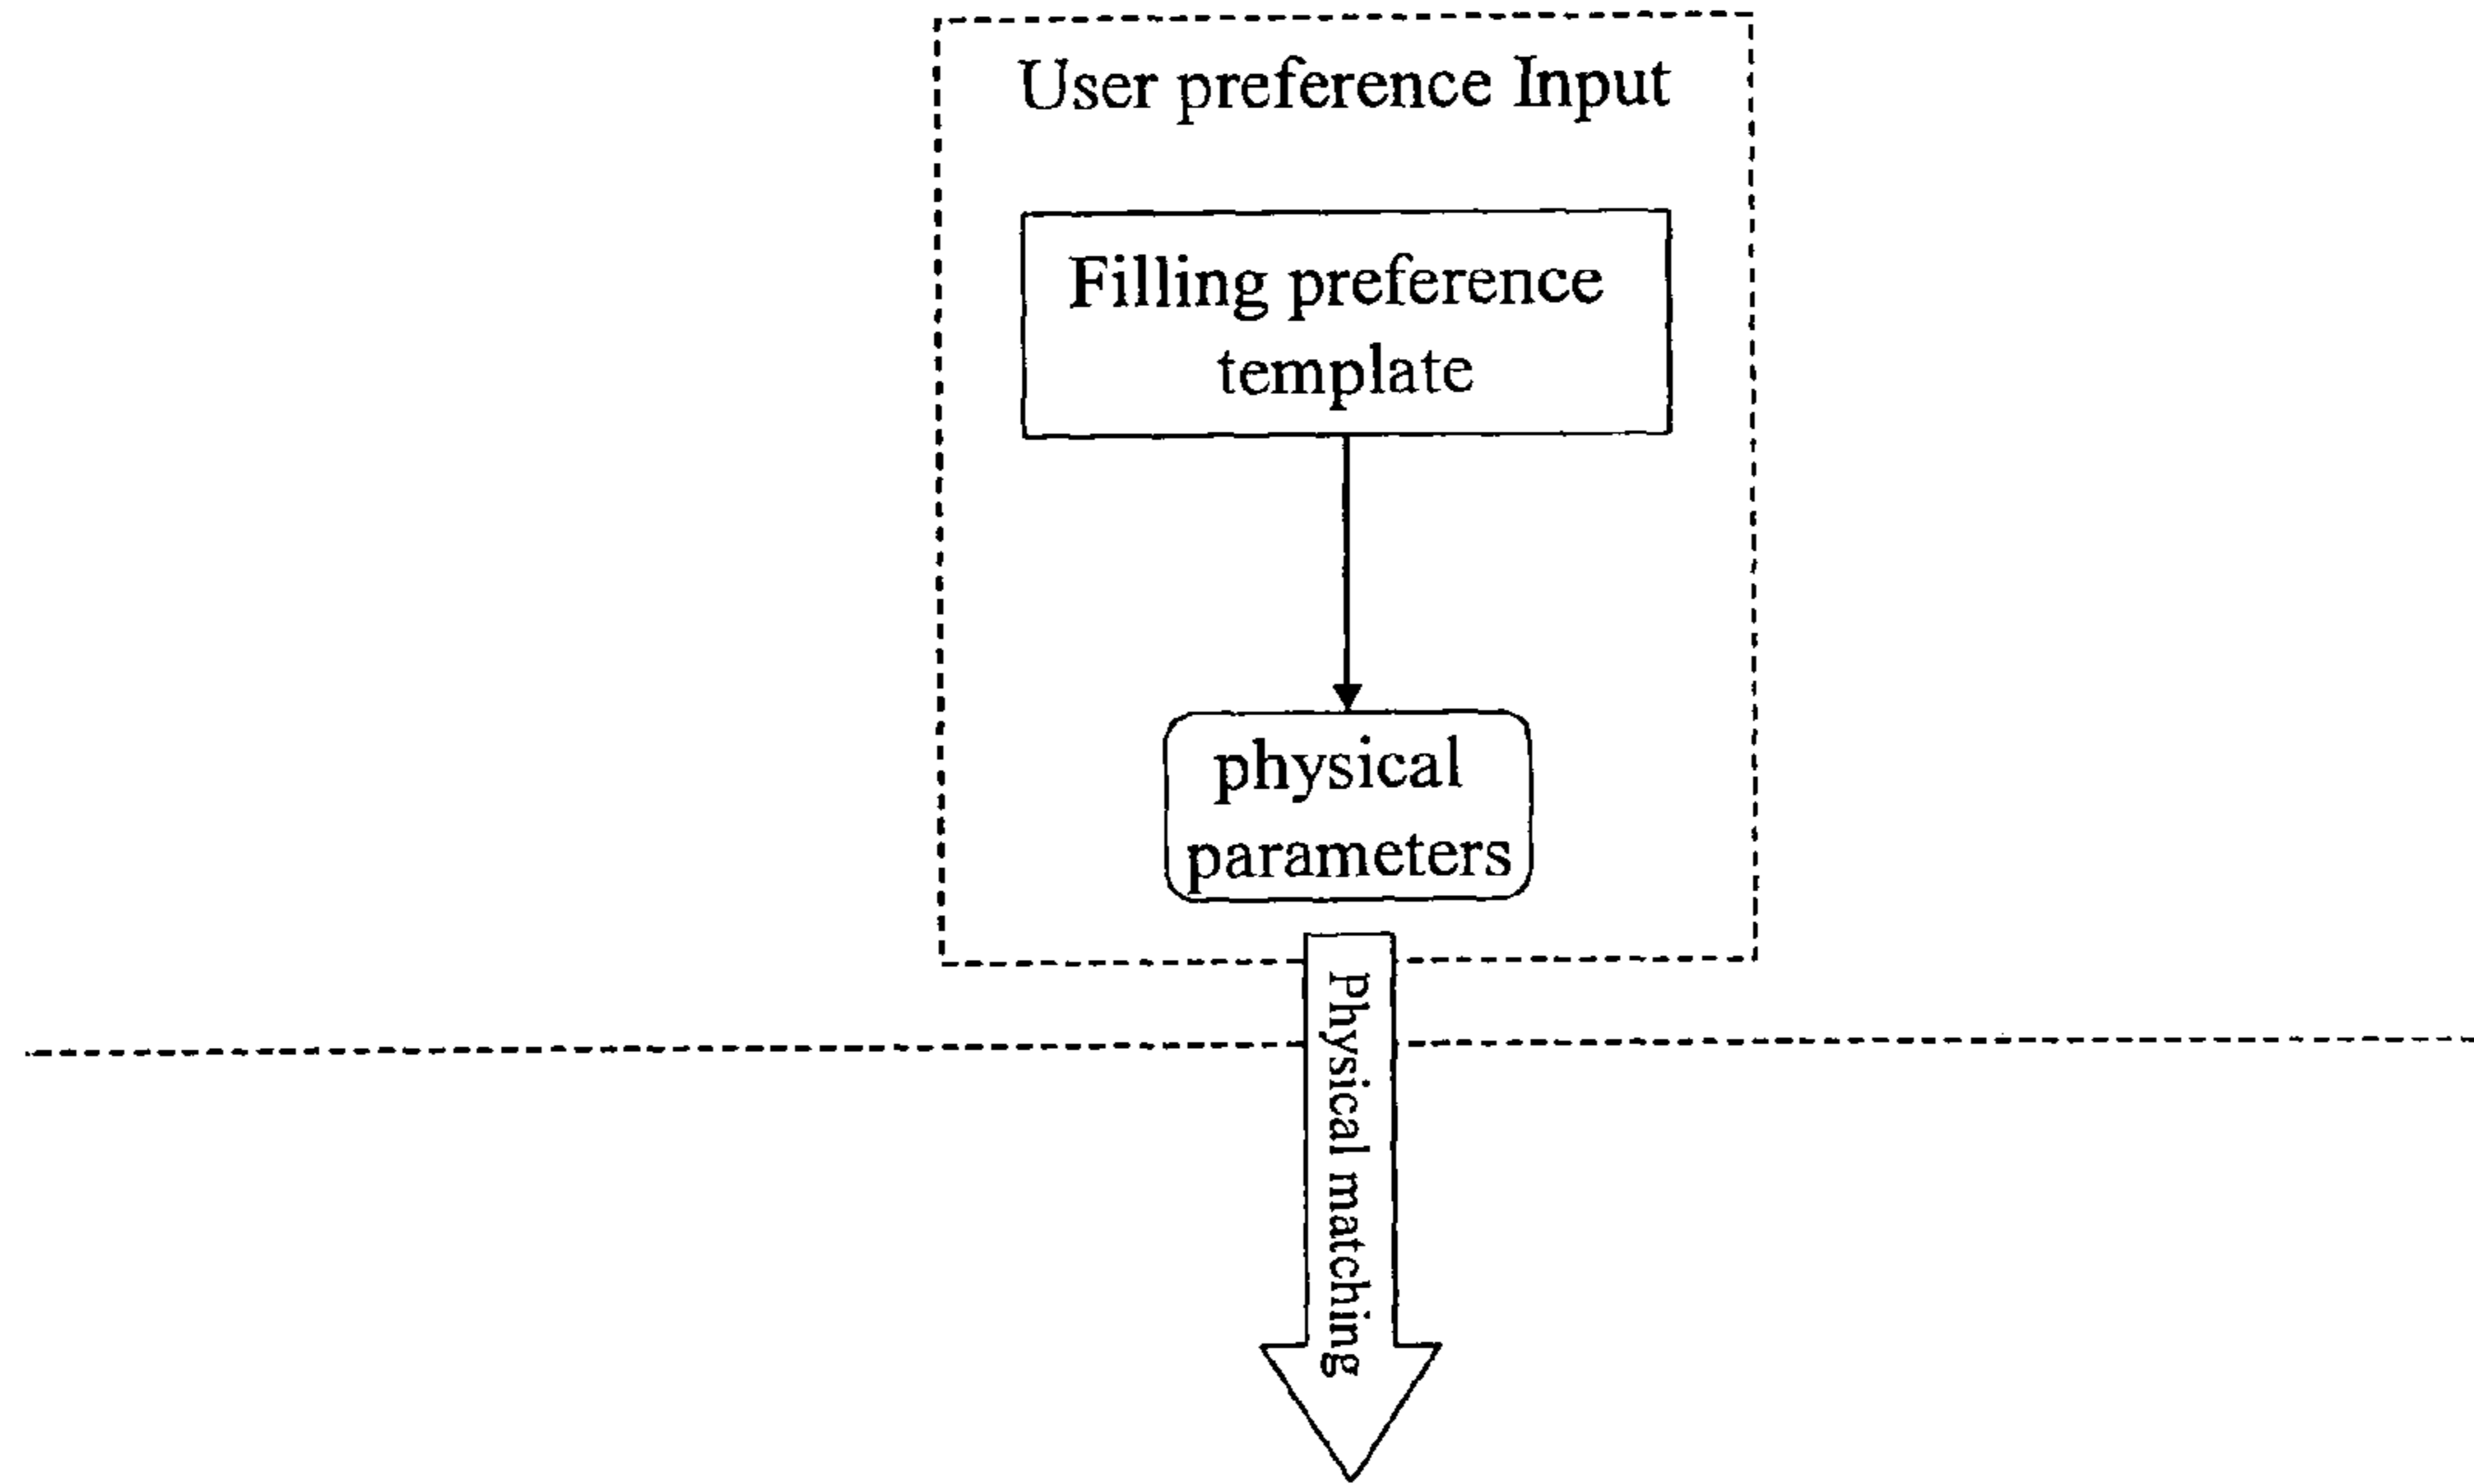 User preference Input
Filling preference
template
physical
parameters
Physical matching